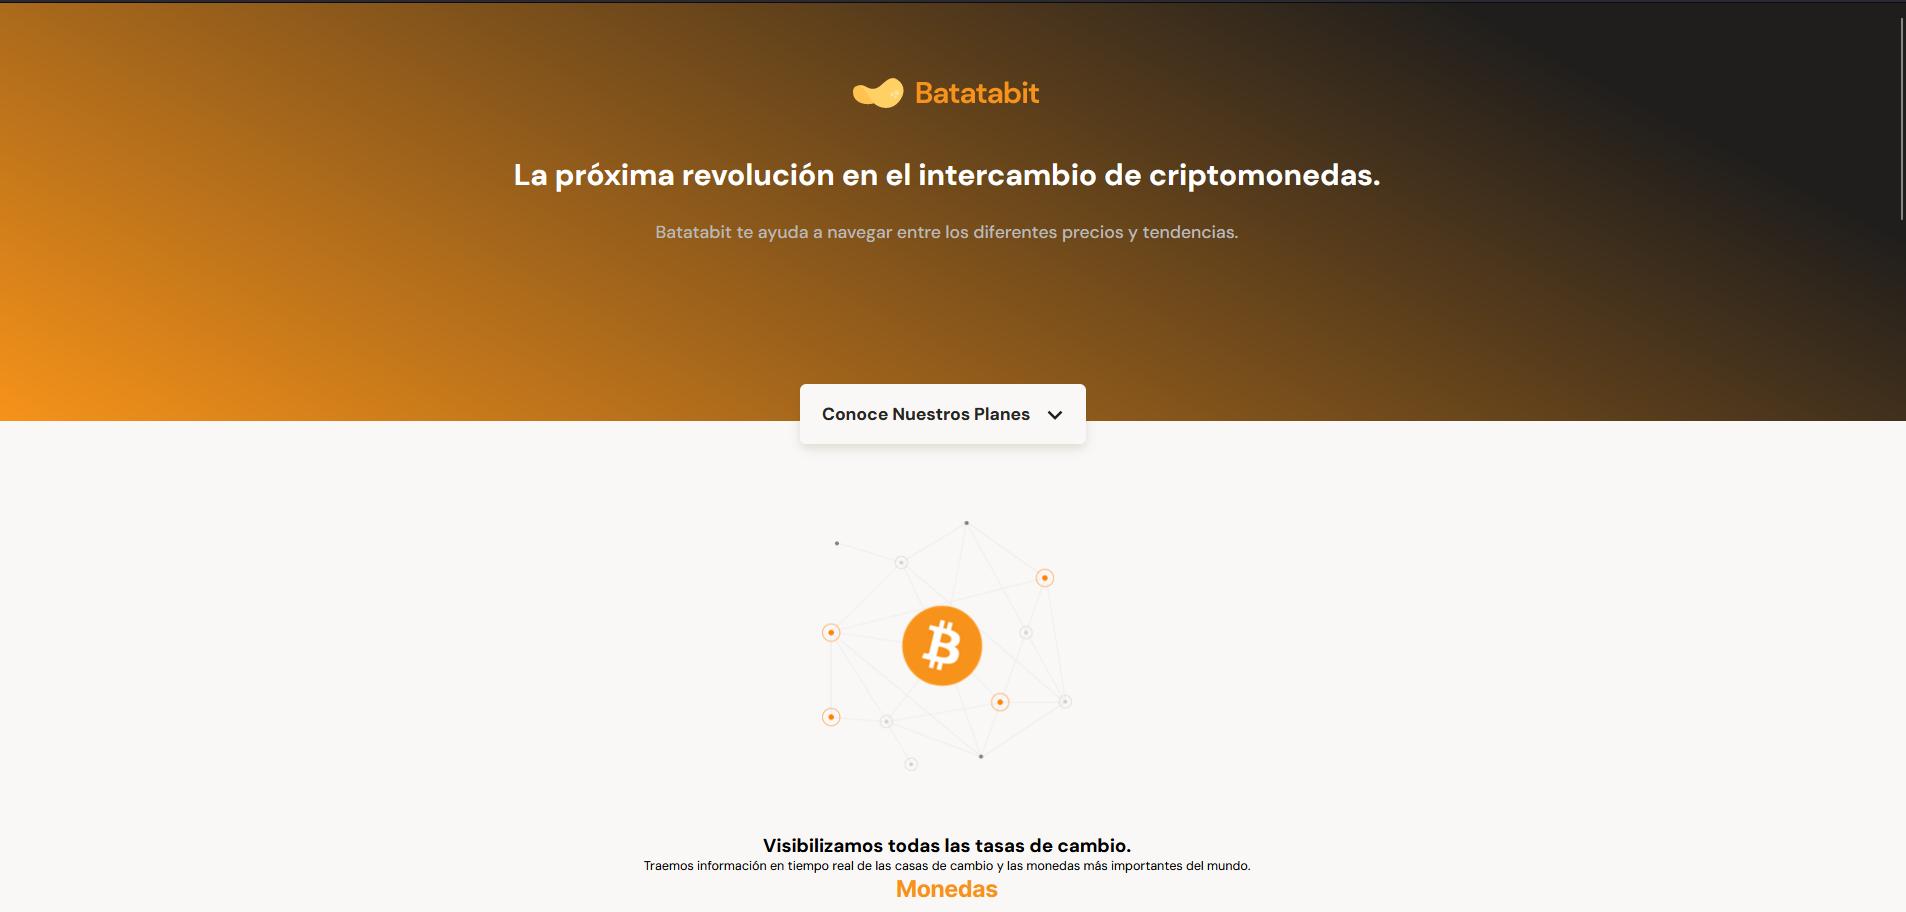 Batatabit
La próxima revolución en el intercambio de criptomonedas.
Batatabit te ayuda a navegar entre los diferentes precios y tendencias.
Conoce Nuestros Planes
Visibilizamos todas las tasas de cambio.
Traemos información en tiempo real de las casas de cambio y las monedas más importantes del mundo.
Monedas